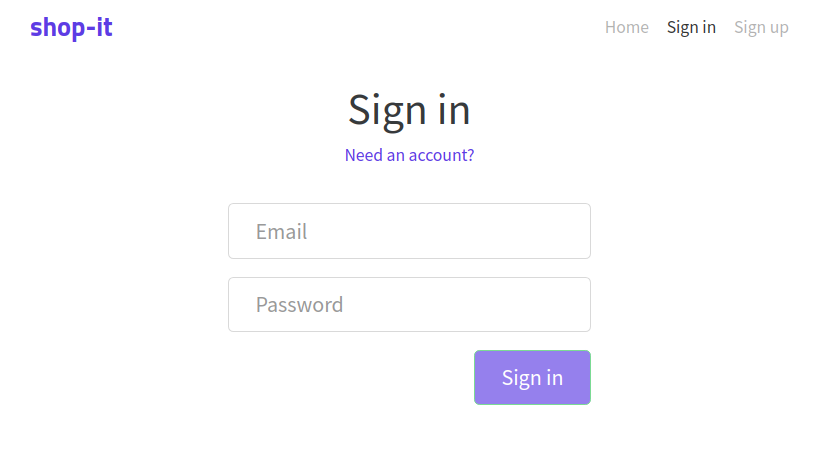 shop-it
Home Sign in Sign up
Sign in
Need an account?
Email
Password
Sign in